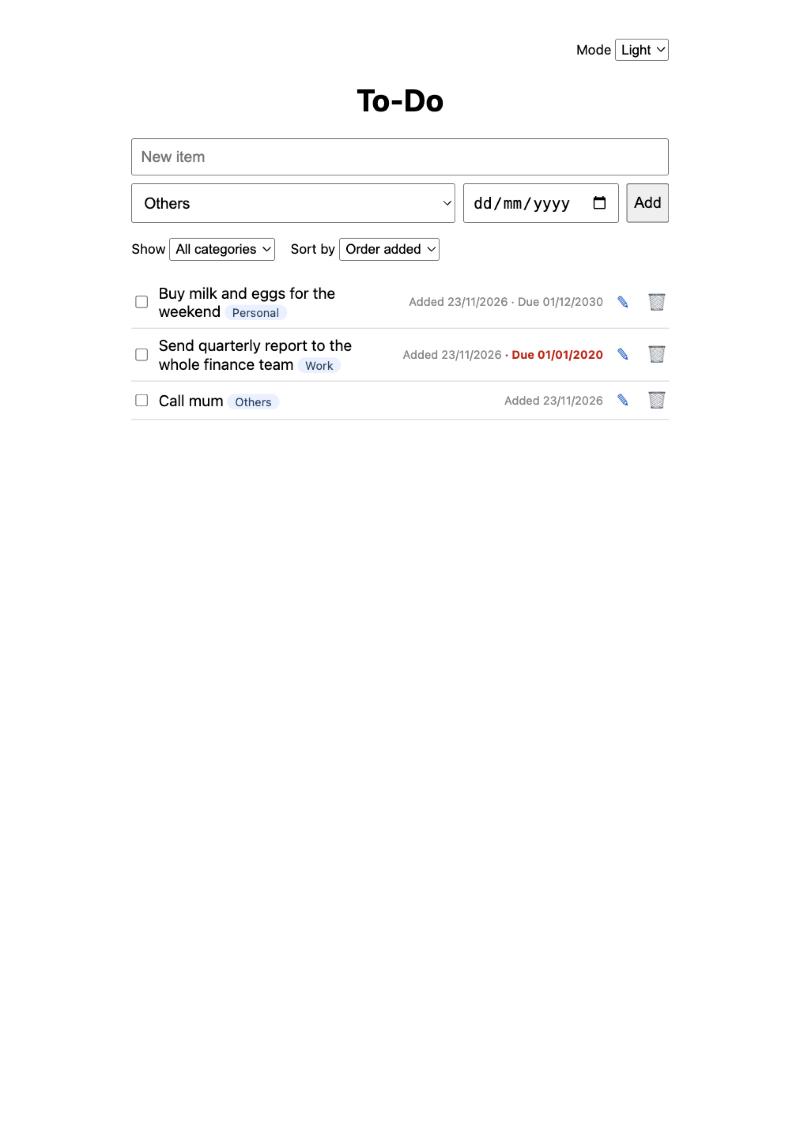 Mode Light
To-Do
New item
Others dd/mm/yyyy Add
Show All categories Sort by Order added
Buy milk and eggs for the
weekend Personal Added 23/11/2026 · Due 01/12/2030
Send quarterly report to the
whole finance team Work Added 23/11/2026 · Due 01/01/2020
Call mum Others Added 23/11/2026